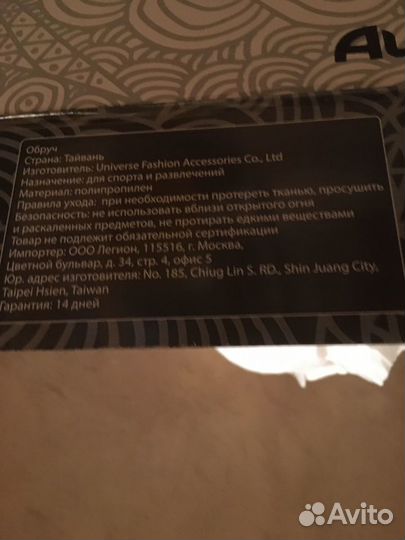 AU
Обруч
Страна: Тайвань
Изготовитель: Universe Fashion Accessories Co., Ltd
Назначение: для спорта и развлечений
Материал: полипропилен
Правила ухода: при необходимости протереть тканью, просушить
Безопасность: не использовать вблизи открытого огня
и раскаленных предметов, не протирать едкими веществами
Товар не подлежит обязательной сертификации
Импортер: ООО Легион, 115516, г. Москва,
Цветной бульвар, д. 34, стр. 4, офис 5
Юр. адрес изготовителя: No. 185, Chiug Lin S. RD., Shin Juang City,
Taipei Hsien, Taiwan
Гарантия: 14 дней
Avito